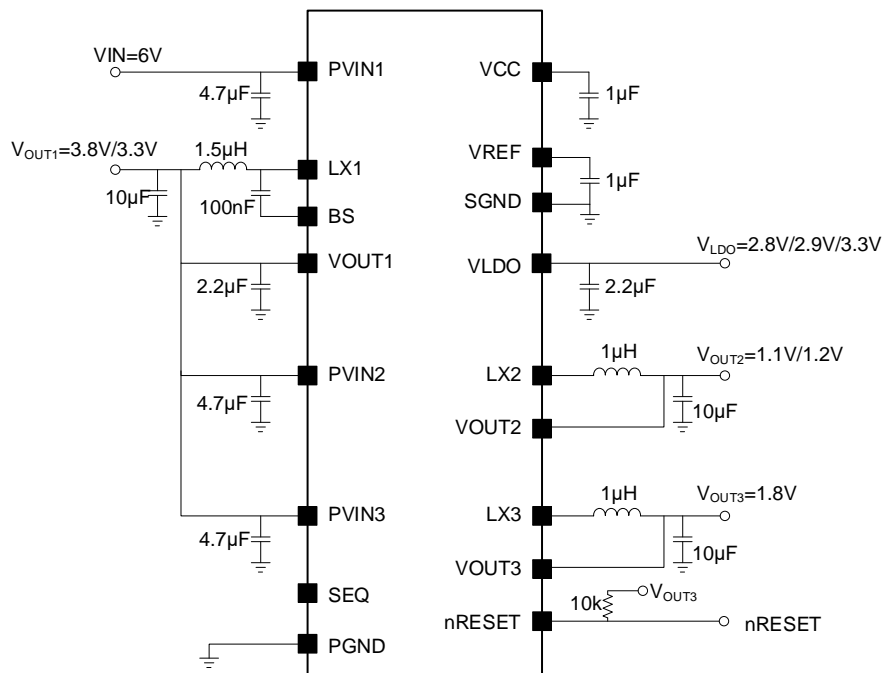 VIN=6V
PVIN1
4.7µF
VCC
1µF
VOUT1=3.8V/3.3V
1.5µH
LX1
10µF
100nF
BS
VREF
1µF
SGND
VOUT1
2.2µF
VLDO
VLDO=2.8V/2.9V/3.3V
2.2µF
PVIN2
4.7µF
LX2
1µH
VOUT2=1.1V/1.2V
10µF
VOUT2
PVIN3
4.7µF
LX3
1µH
VOUT3=1.8V
10µF
VOUT3
SEQ
10k
VOUT3
nRESET
nRESET
PGND